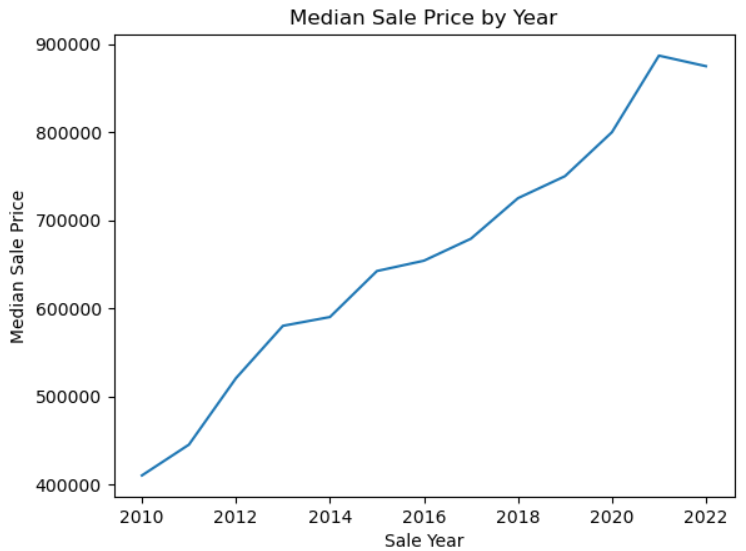 Median Sale Price by Year
900000
800000
700000
600000
500000
400000
Median Sale Price
2010 2012 2014 2016 2018 2020 2022
Sale Year